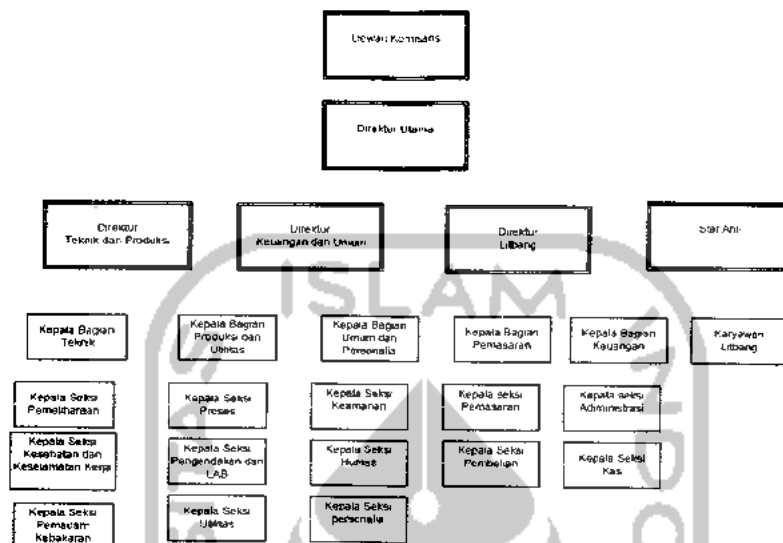 Dewan Komisaris
Direktur Utama
Direktur
Teknik dan Produksi
Direktur
Keuangan dan Umum
Direktur
Litbang
Staf Ahli
Kepala Bagian
Teknik
Kepala Bagian
Produksi dan
Utilitas
Kepala Bagian
Umum dan
Personalia
Kepala Bagian
Pemasaran
Kepala Bagian
Keuangan
Karyawan
Litbang
Kepala Seksi
Pemeliharaan
Kepala Seksi
Proses
Kepala Seksi
Keamanan
Kepala seksi
Pemasaran
Kepala seksi
Administrasi
Kepala Seksi
Kesehatan dan
Keselamatan Kerja
Kepala Seksi
Pengendalian dan
LAB
Kepala Seksi
Humas
Kepala Seksi
Pembelian
Kepala Seksi
Kas
Kepala Seksi
Pemadam
Kebakaran
Kepala Seksi
Utilitas
Kepala Seksi
personalia
ISLAM